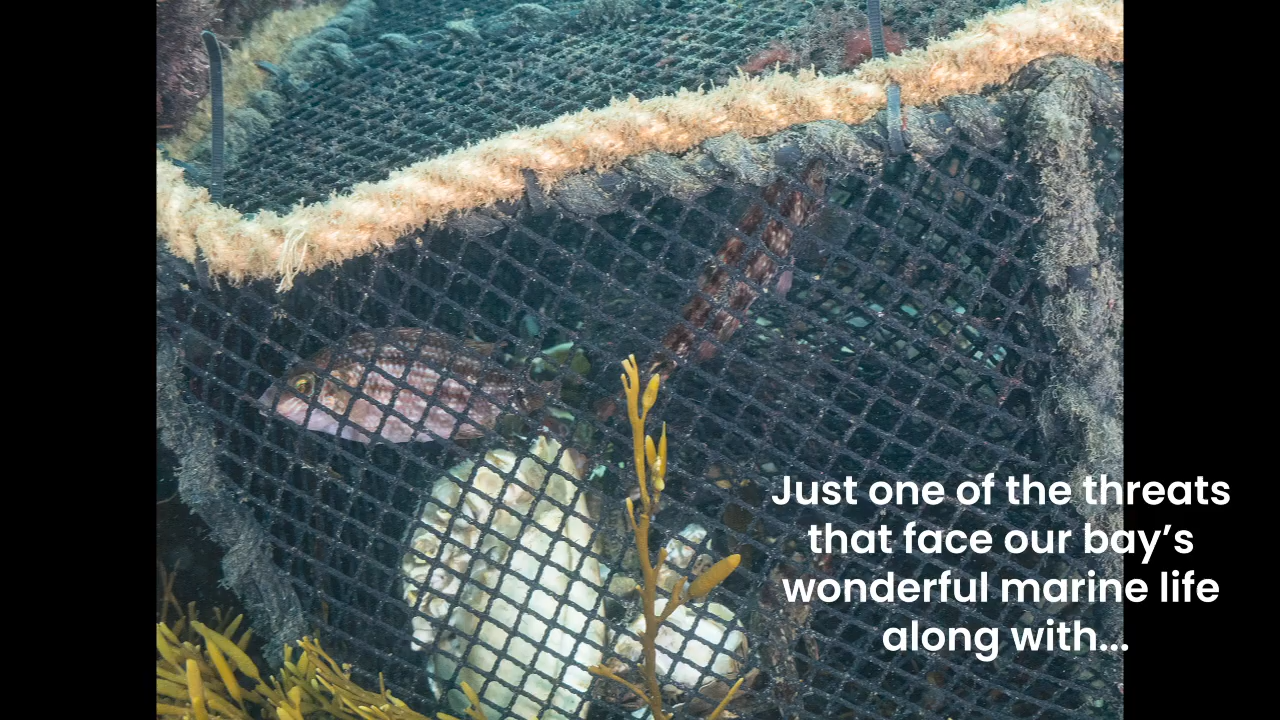 Just one of the threats
that face our bay’s
wonderful marine life
along with...